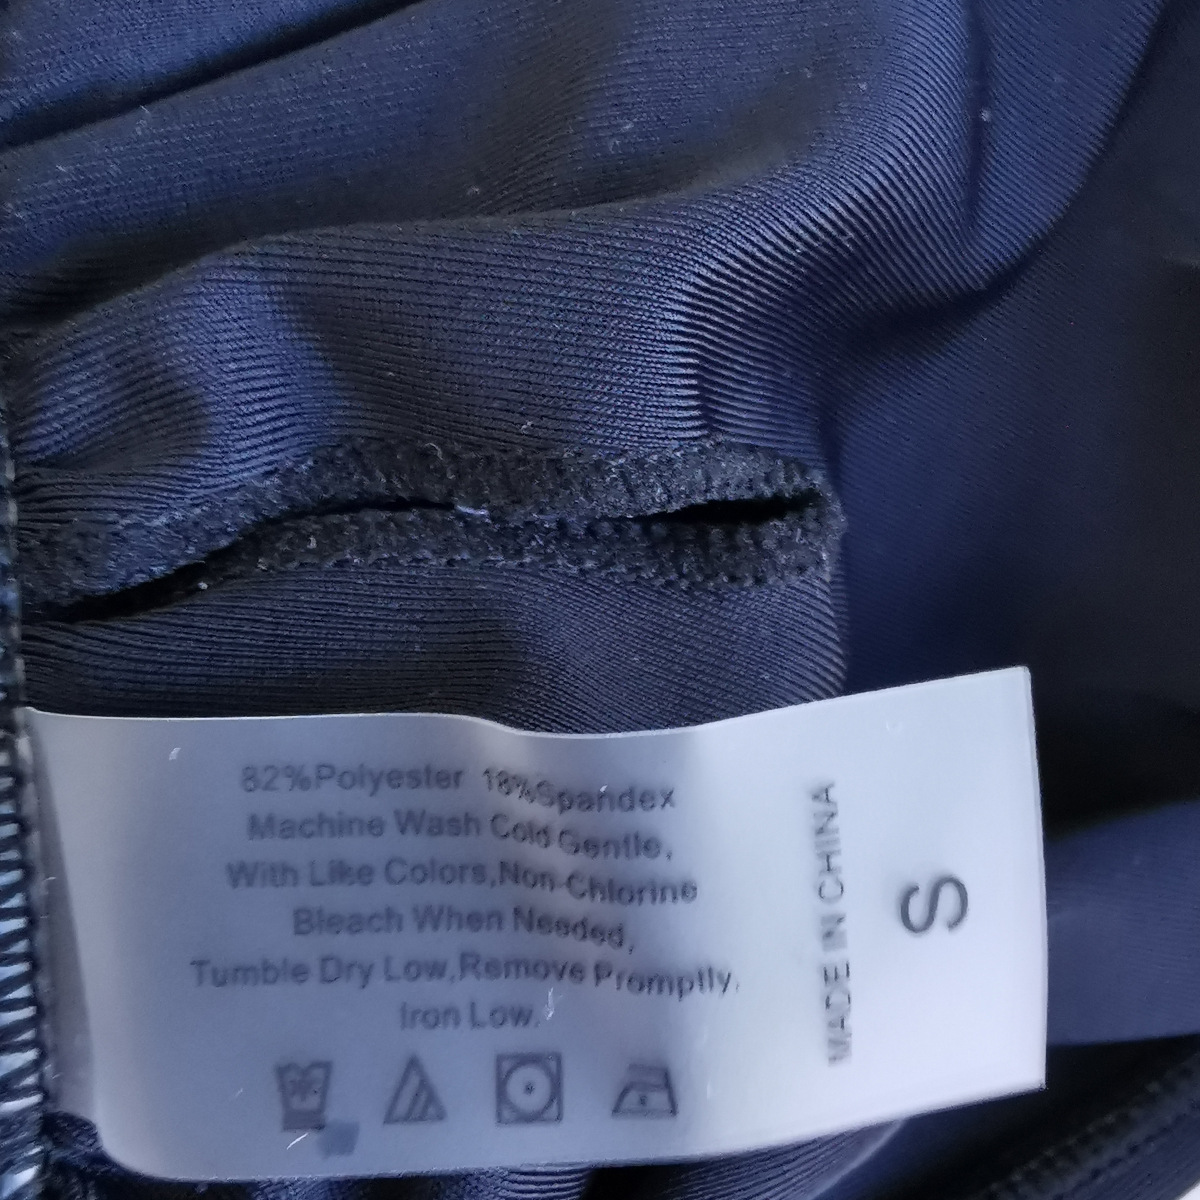 82%Polyester 18%Spandex
Machine Wash Cold Gentle,
With Like Colors,Non-Chlorine
Bleach When Needed,
Tumble Dry Low,Remove Promptly,
Iron Low.
MADE IN CHINA
S